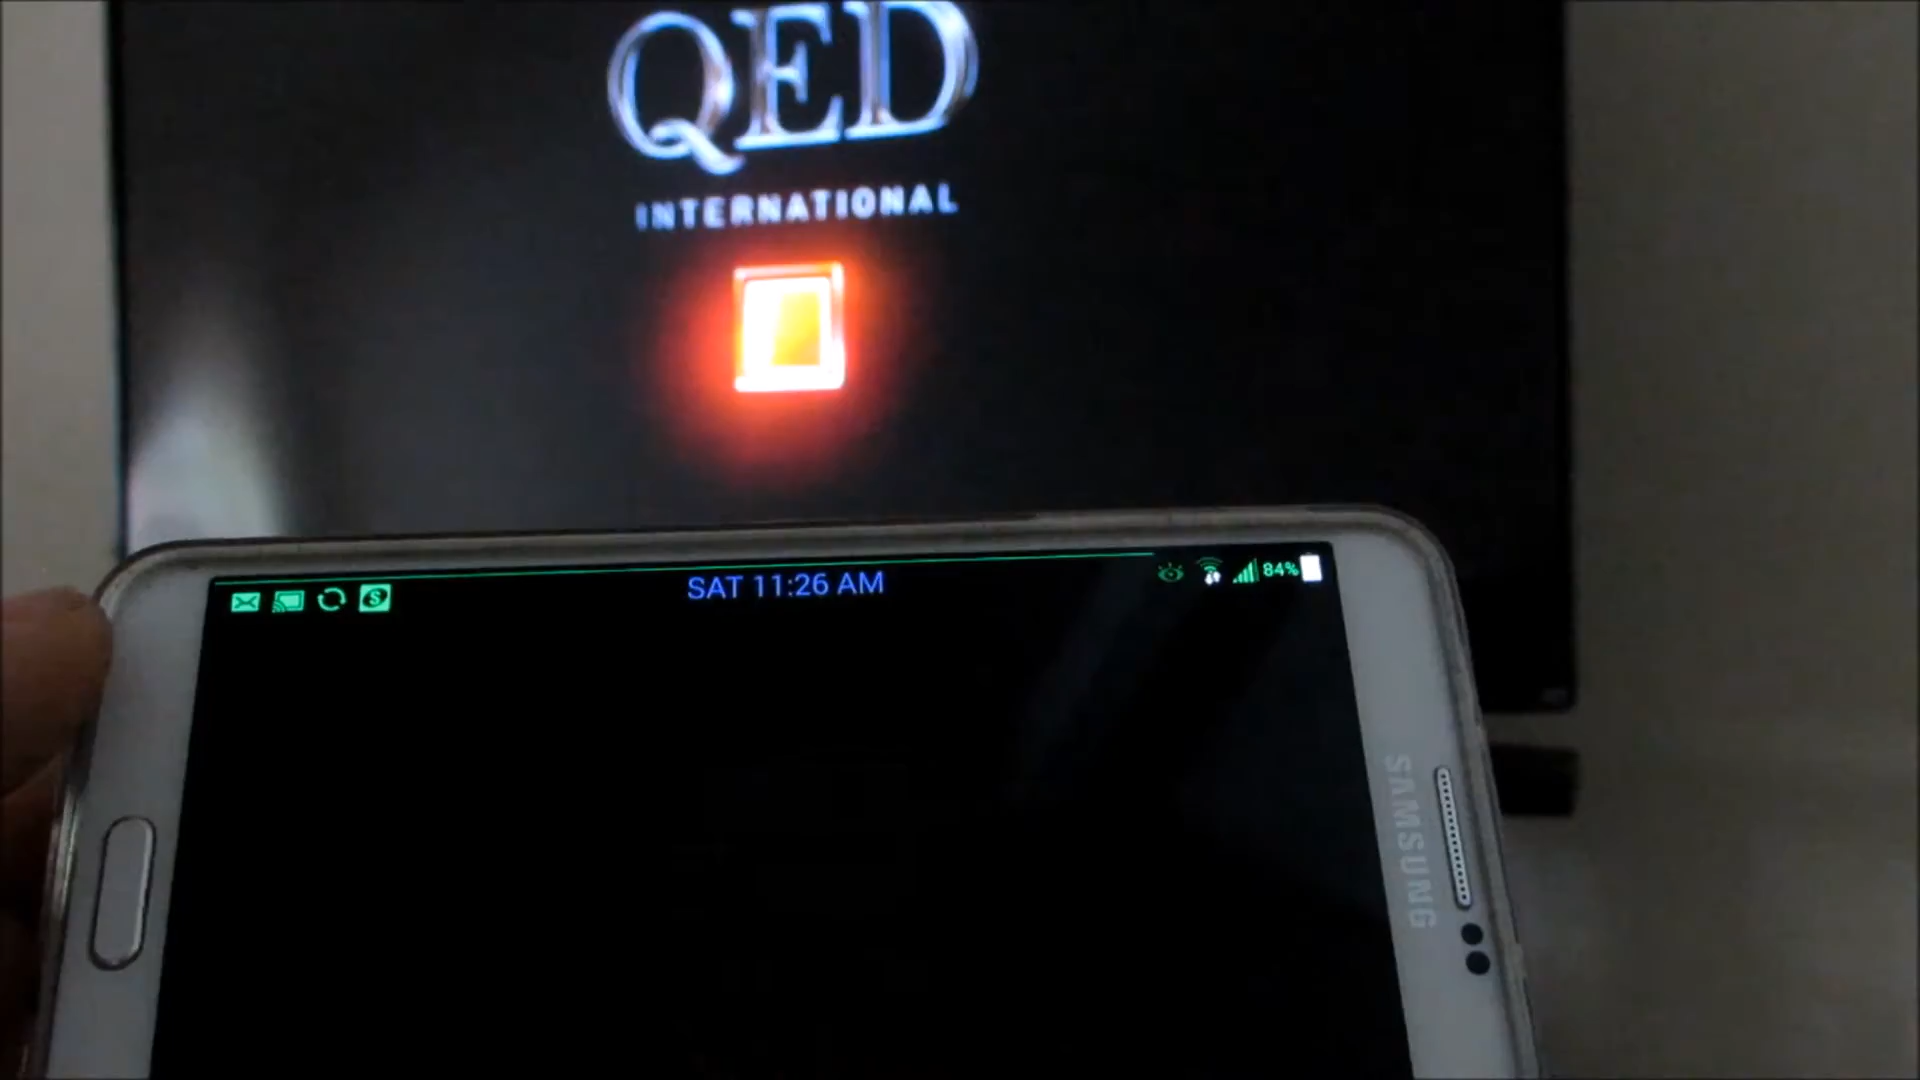 QED
INTERNATIONAL
SAT 11:26 AM
84%
SAMSUNG